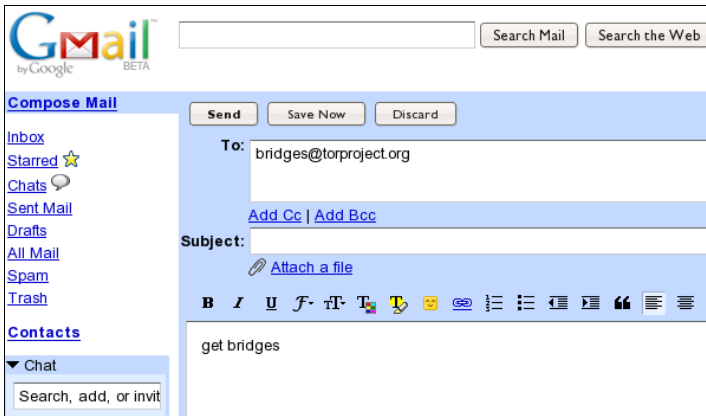 Gmail
by Google BETA
Search Mail Search the Web
Compose Mail
Send Save Now Discard
Inbox
To: bridges@torproject.org
Starred
Chats
Sent Mail
Add Cc | Add Bcc
Drafts
Subject:
All Mail
Attach a file
Spam
Trash
B I U F T T T
Contacts
get bridges
Chat
Search, add, or invit